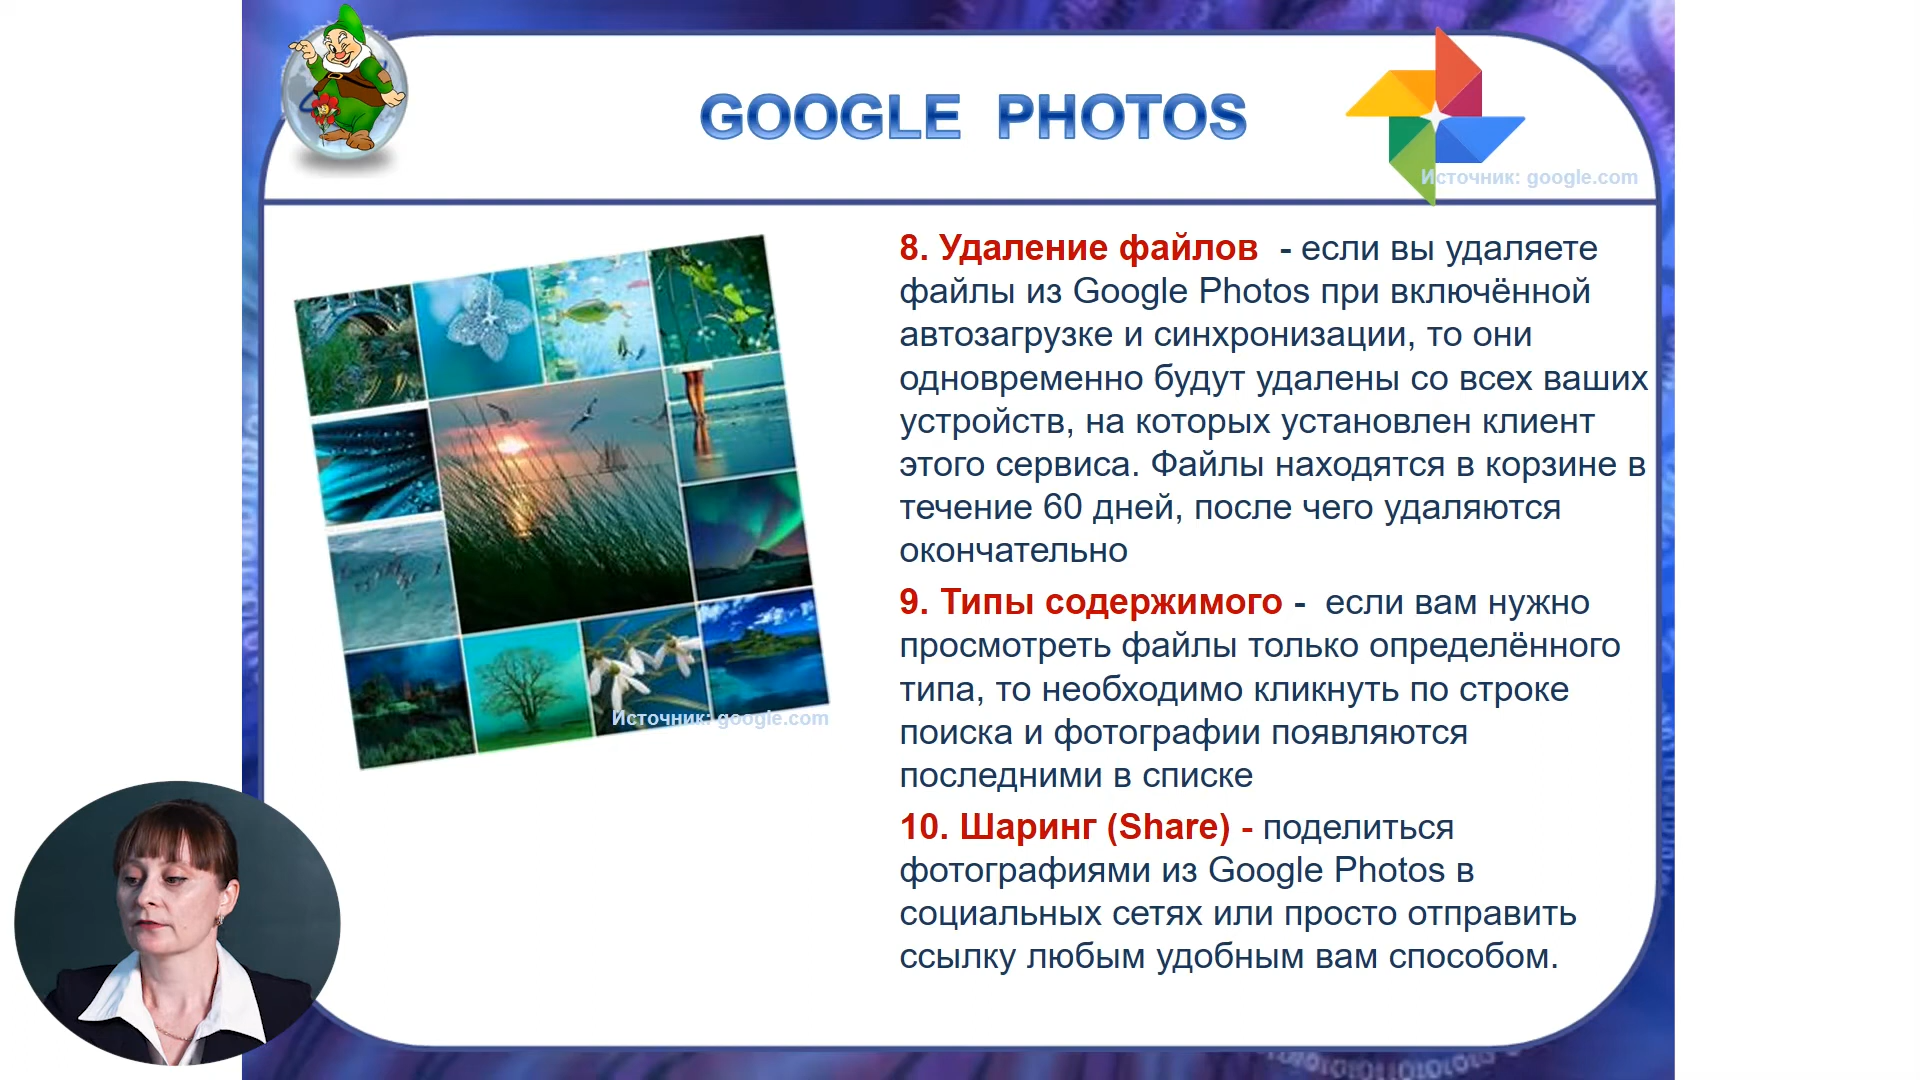 GOOGLE PHOTOS
Источник: google.com
8. Удаление файлов - если вы удаляете
файлы из Google Photos при включённой
автозагрузке и синхронизации, то они
одновременно будут удалены со всех ваших
устройств, на которых установлен клиент
этого сервиса. Файлы находятся в корзине в
течение 60 дней, после чего удаляются
окончательно
9. Типы содержимого - если вам нужно
просмотреть файлы только определённого
типа, то необходимо кликнуть по строке
поиска и фотографии появляются
последними в списке
10. Шаринг (Share) - поделиться
фотографиями из Google Photos в
социальных сетях или просто отправить
ссылку любым удобным вам способом.
Источник: google.com